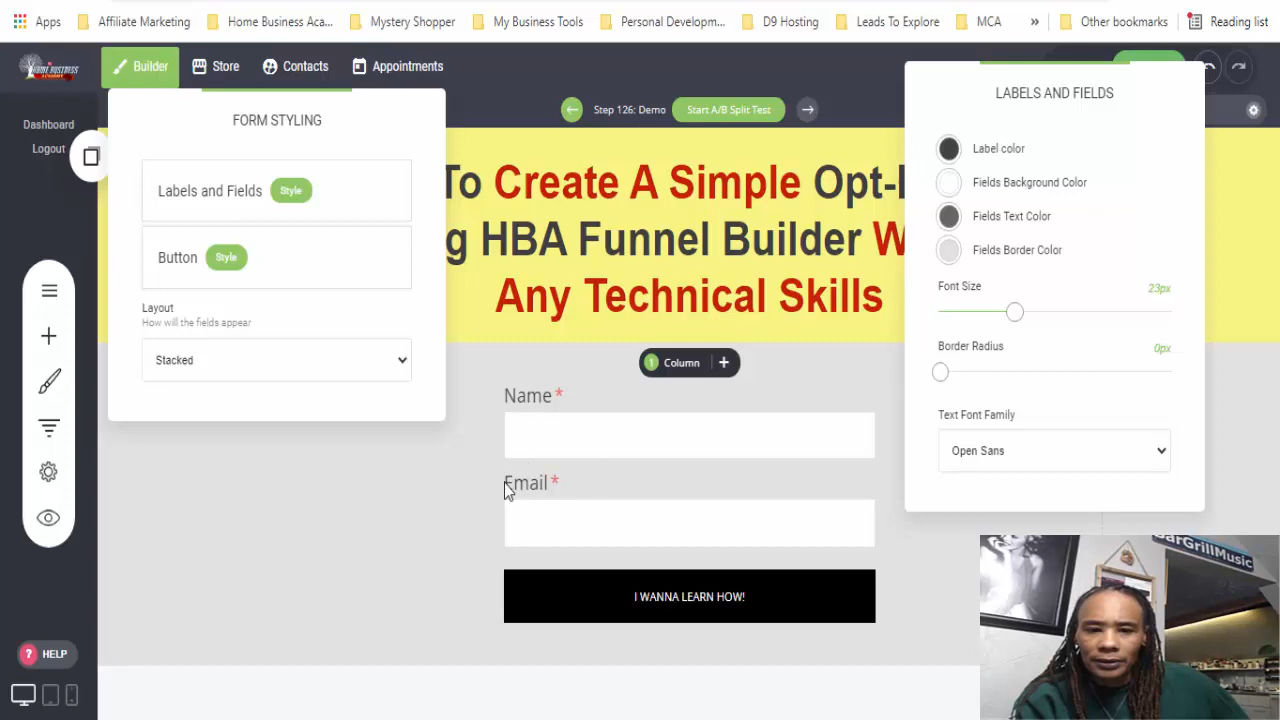 Apps
Affiliate Marketing
Home Business Aca...
Mystery Shopper
My Business Tools
Personal Developm...
D9 Hosting
Leads To Explore
MCA
»
Other bookmarks
Reading list
Builder
Store
Contacts
Appointments
Dashboard
Logout
Step 126: Demo
Start A/B Split Test
FORM STYLING
Labels and Fields
Style
Button
Style
Layout
How will the fields appear
Stacked
To Create A Simple Opt-I
g HBA Funnel Builder W
Any Technical Skills
1 Column +
Name *
Email *
I WANNA LEARN HOW!
LABELS AND FIELDS
Label color
Fields Background Color
Fields Text Color
Fields Border Color
Font Size
23px
Border Radius
0px
Text Font Family
Open Sans
? HELP
BarGrillMusic